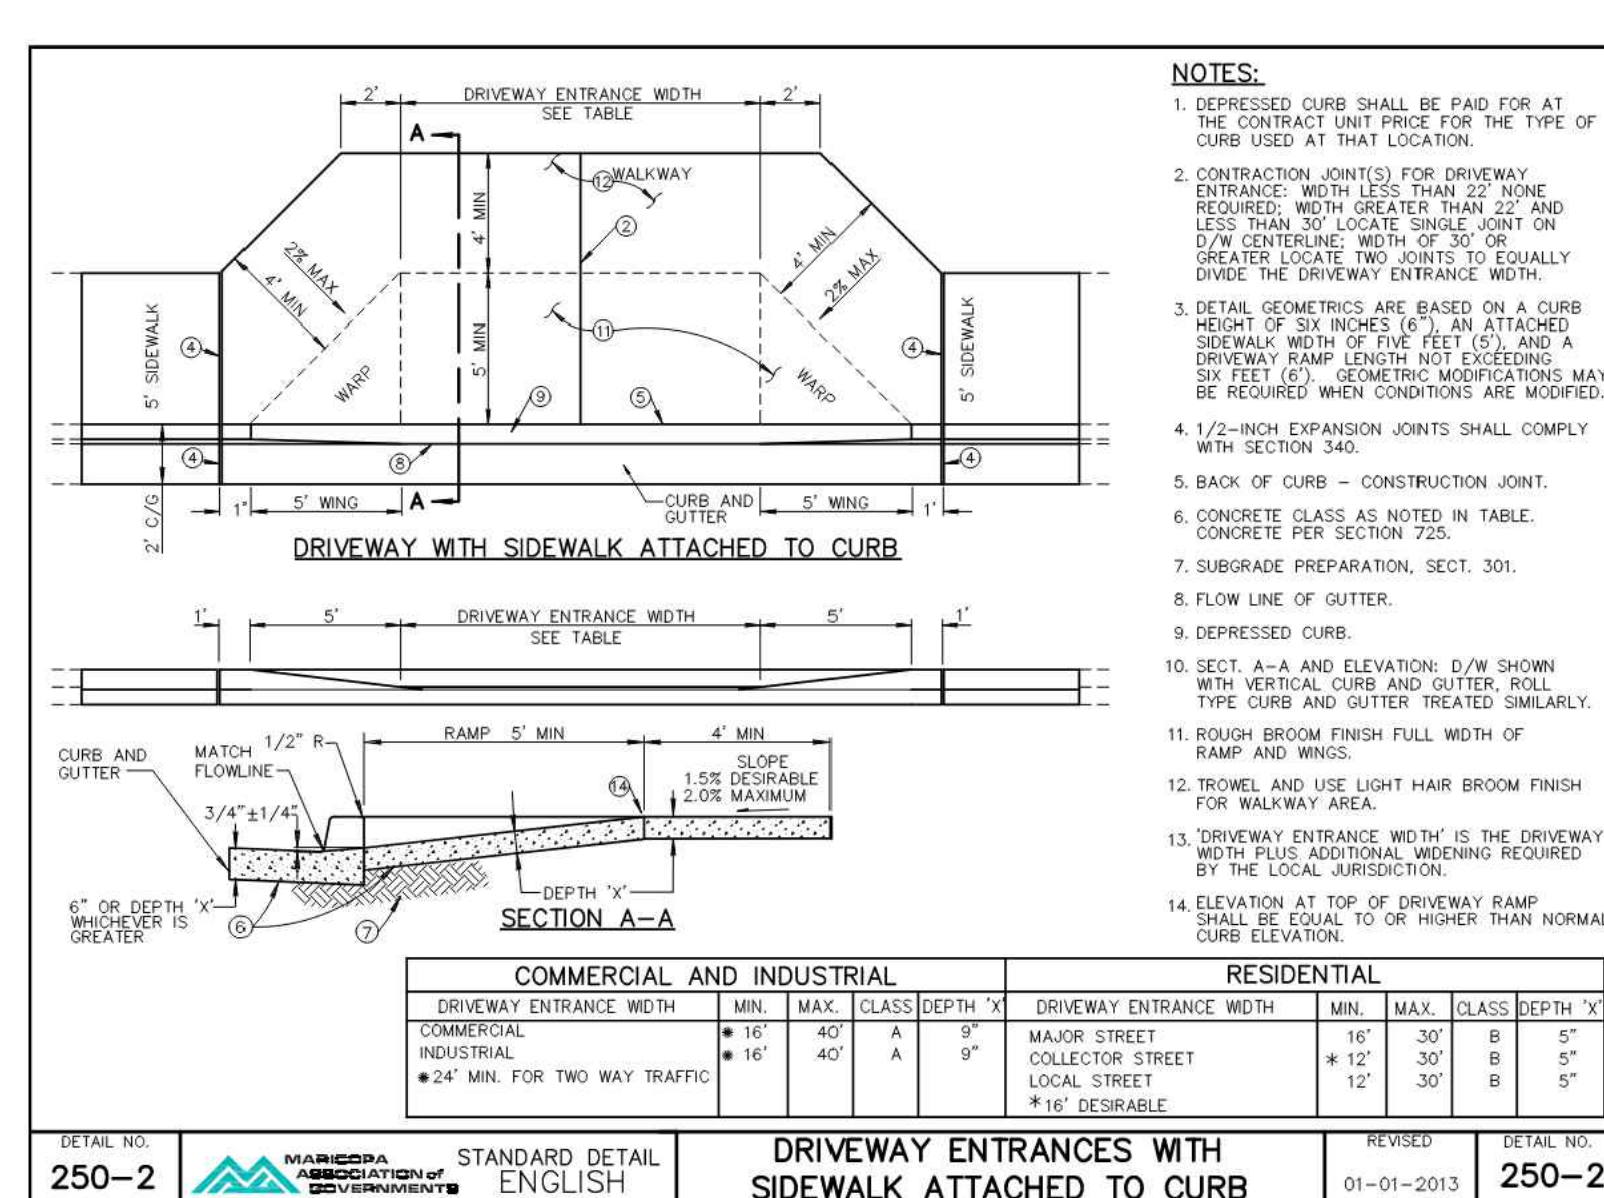 2'
DRIVEWAY ENTRANCE WIDTH
SEE TABLE
2'
A
12
WALKWAY
4' MIN
2
2% MAX
4' MIN
4' MIN
2% MAX
5' SIDEWALK
4
WARP
5' MIN
11
WARP
4
5' SIDEWALK
9
5
4
8
4
2' C/G
1"
5' WING
A
CURB AND
GUTTER
5' WING
1'
DRIVEWAY WITH SIDEWALK ATTACHED TO CURB
1'
5'
DRIVEWAY ENTRANCE WIDTH
SEE TABLE
5'
1'
CURB AND
GUTTER
MATCH
FLOWLINE
1/2" R
RAMP 5' MIN
4' MIN
SLOPE
1.5% DESIRABLE
2.0% MAXIMUM
14
3/4"±1/4"
DEPTH 'X'
6" OR DEPTH 'X'
WHICHEVER IS
GREATER
6
7
SECTION A-A
NOTES:
1. DEPRESSED CURB SHALL BE PAID FOR AT
THE CONTRACT UNIT PRICE FOR THE TYPE OF
CURB USED AT THAT LOCATION.
2. CONTRACTION JOINT(S) FOR DRIVEWAY
ENTRANCE: WIDTH LESS THAN 22' NONE
REQUIRED; WIDTH GREATER THAN 22' AND
LESS THAN 30' LOCATE SINGLE JOINT ON
D/W CENTERLINE; WIDTH OF 30' OR
GREATER LOCATE TWO JOINTS TO EQUALLY
DIVIDE THE DRIVEWAY ENTRANCE WIDTH.
3. DETAIL GEOMETRICS ARE BASED ON A CURB
HEIGHT OF SIX INCHES (6"), AN ATTACHED
SIDEWALK WIDTH OF FIVE FEET (5'), AND A
DRIVEWAY RAMP LENGTH NOT EXCEEDING
SIX FEET (6'). GEOMETRIC MODIFICATIONS MAY
BE REQUIRED WHEN CONDITIONS ARE MODIFIED.
4. 1/2-INCH EXPANSION JOINTS SHALL COMPLY
WITH SECTION 340.
5. BACK OF CURB - CONSTRUCTION JOINT.
6. CONCRETE CLASS AS NOTED IN TABLE.
CONCRETE PER SECTION 725.
7. SUBGRADE PREPARATION, SECT. 301.
8. FLOW LINE OF GUTTER.
9. DEPRESSED CURB.
10. SECT. A-A AND ELEVATION: D/W SHOWN
WITH VERTICAL CURB AND GUTTER, ROLL
TYPE CURB AND GUTTER TREATED SIMILARLY.
11. ROUGH BROOM FINISH FULL WIDTH OF
RAMP AND WINGS.
12. TROWEL AND USE LIGHT HAIR BROOM FINISH
FOR WALKWAY AREA.
13. 'DRIVEWAY ENTRANCE WIDTH' IS THE DRIVEWAY
WIDTH PLUS ADDITIONAL WIDENING REQUIRED
BY THE LOCAL JURISDICTION.
14. ELEVATION AT TOP OF DRIVEWAY RAMP
SHALL BE EQUAL TO OR HIGHER THAN NORMAL
CURB ELEVATION.
COMMERCIAL AND INDUSTRIAL
DRIVEWAY ENTRANCE WIDTH MIN. MAX. CLASS DEPTH 'X'
COMMERCIAL * 16' 40' A 9"
INDUSTRIAL * 16' 40' A 9"
*24' MIN. FOR TWO WAY TRAFFIC
RESIDENTIAL
DRIVEWAY ENTRANCE WIDTH MIN. MAX. CLASS DEPTH 'X'
MAJOR STREET 16' 30' B 5"
COLLECTOR STREET * 12' 30' B 5"
LOCAL STREET 12' 30' B 5"
*16' DESIRABLE
DETAIL NO.
250-2
MARICOPA
ASSOCIATION of
GOVERNMENTS
STANDARD DETAIL
ENGLISH
DRIVEWAY ENTRANCES WITH
SIDEWALK ATTACHED TO CURB
REVISED
01-01-2013
DETAIL NO.
250-2